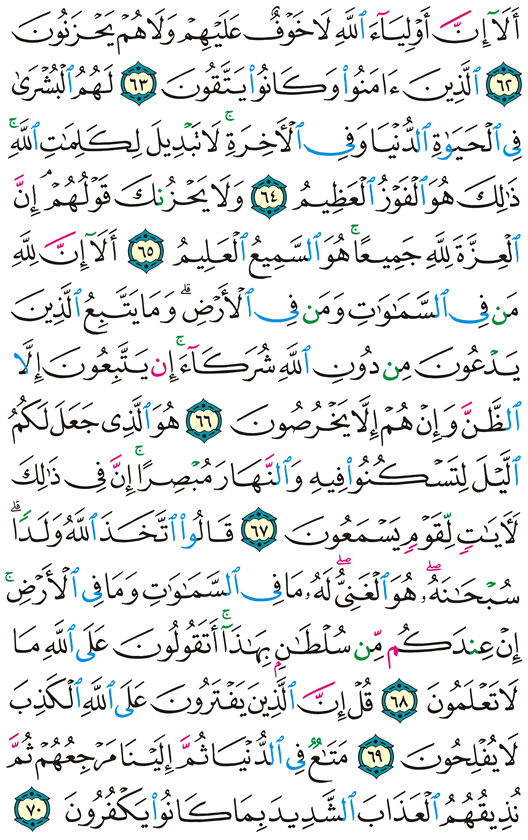 أَلَآ إِنَّ أَوْلِيَآءَ ٱللَّهِ لَا خَوْفٌ عَلَيْهِمْ وَلَا هُمْ يَحْزَنُونَ
٦٢ ٱلَّذِينَ ءَامَنُوا۟ وَكَانُوا۟ يَتَّقُونَ ٦٣ لَهُمُ ٱلْبُشْرَىٰ
فِى ٱلْحَيَوٰةِ ٱلدُّنْيَا وَفِى ٱلْـَٔاخِرَةِ ۚ لَا تَبْدِيلَ لِكَلِمَـٰتِ ٱللَّهِ ۚ
ذَٰلِكَ هُوَ ٱلْفَوْزُ ٱلْعَظِيمُ ٦٤ وَلَا يَحْزُنكَ قَوْلُهُمْ ۘ إِنَّ
ٱلْعِزَّةَ لِلَّهِ جَمِيعًا ۚ هُوَ ٱلسَّمِيعُ ٱلْعَلِيمُ ٦٥ أَلَآ إِنَّ لِلَّهِ
مَن فِى ٱلسَّمَـٰوَٰتِ وَمَن فِى ٱلْأَرْضِ ۗ وَمَا يَتَّبِعُ ٱلَّذِينَ
يَدْعُونَ مِن دُونِ ٱللَّهِ شُرَكَآءَ ۚ إِن يَتَّبِعُونَ إِلَّا
ٱلظَّنَّ وَإِنْ هُمْ إِلَّا يَخْرُصُونَ ٦٦ هُوَ ٱلَّذِى جَعَلَ لَكُمُ
ٱلَّيْلَ لِتَسْكُنُوا۟ فِيهِ وَٱلنَّهَارَ مُبْصِرًا ۚ إِنَّ فِى ذَٰلِكَ
لَـَٔايَـٰتٍ لِّقَوْمٍ يَسْمَعُونَ ٦٧ قَالُوا۟ ٱتَّخَذَ ٱللَّهُ وَلَدًا ۗ
سُبْحَـٰنَهُۥ ۖ هُوَ ٱلْغَنِىُّ ۖ لَهُۥ مَا فِى ٱلسَّمَـٰوَٰتِ وَمَا فِى ٱلْأَرْضِ ۚ
إِنْ عِندَكُم مِّن سُلْطَـٰنٍۭ بِهَـٰذَآ ۚ أَتَقُولُونَ عَلَى ٱللَّهِ مَا
لَا تَعْلَمُونَ ٦٨ قُلْ إِنَّ ٱلَّذِينَ يَفْتَرُونَ عَلَى ٱللَّهِ ٱلْكَذِبَ
لَا يُفْلِحُونَ ٦٩ مَتَـٰعٌ فِى ٱلدُّنْيَا ثُمَّ إِلَيْنَا مَرْجِعُهُمْ ثُمَّ
نُذِيقُهُمُ ٱلْعَذَابَ ٱلشَّدِيدَ بِمَا كَانُوا۟ يَكْفُرُونَ ٧٠